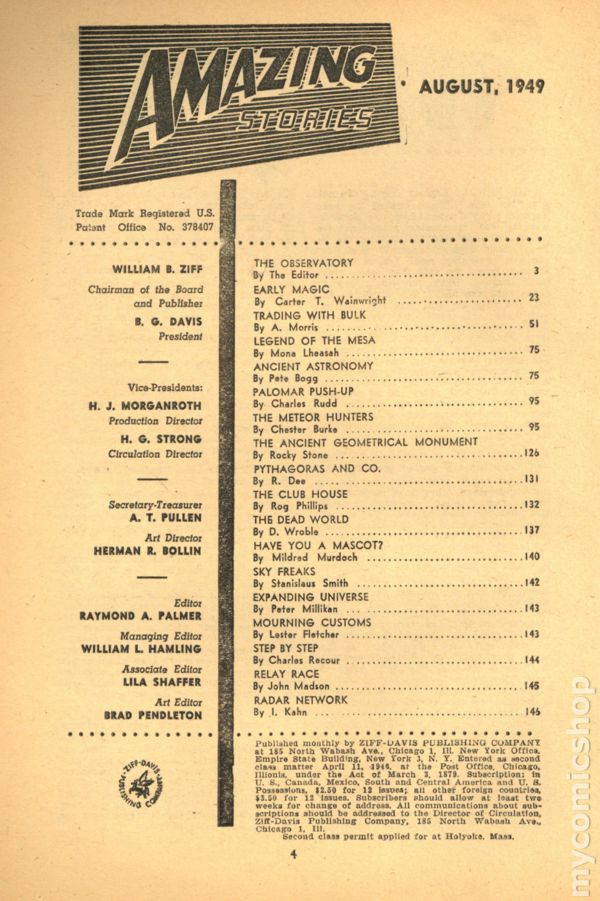 AMAZING
STORIES
AUGUST, 1949
Trade Mark Registered U.S.
Patent Office No. 378407
WILLIAM B. ZIFF
Chairman of the Board
and Publisher
B. G. DAVIS
President
Vice-Presidents:
H. J. MORGANROTH
Production Director
H. G. STRONG
Circulation Director
Secretary-Treasurer
A. T. PULLEN
Art Director
HERMAN R. BOLLIN
Editor
RAYMOND A. PALMER
Managing Editor
WILLIAM L. HAMLING
Associate Editor
LILA SHAFFER
Art Editor
BRAD PENDLETON
ZIFF-DAVIS PUBLISHING COMPANY
THE OBSERVATORY
By The Editor ........................................ 3
EARLY MAGIC
By Carter T. Wainwright ........................ 23
TRADING WITH BULK
By A. Morris ........................................ 51
LEGEND OF THE MESA
By Mona Lheasah ................................... 75
ANCIENT ASTRONOMY
By Pete Bogg ........................................ 75
PALOMAR PUSH-UP
By Charles Rudd ................................... 95
THE METEOR HUNTERS
By Chester Burke ................................... 95
THE ANCIENT GEOMETRICAL MONUMENT
By Rocky Stone ................................... 126
PYTHAGORAS AND CO.
By R. Dee ........................................ 131
THE CLUB HOUSE
By Rog Phillips ................................... 132
THE DEAD WORLD
By D. Wroble ........................................ 137
HAVE YOU A MASCOT?
By Mildred Murdoch ................................... 140
SKY FREAKS
By Stanislaus Smith ................................... 142
EXPANDING UNIVERSE
By Peter Millikan ................................... 143
MOURNING CUSTOMS
By Lester Fletcher ................................... 143
STEP BY STEP
By Charles Recour ................................... 144
RELAY RACE
By John Madson ................................... 145
RADAR NETWORK
By I. Kahn ........................................ 146
Published monthly by ZIFF-DAVIS PUBLISHING COMPANY
at 185 North Wabash Ave., Chicago 1, Ill. New York Office,
Empire State Building, New York 1, N. Y. Entered as second
class matter April 11, 1946, at the Post Office, Chicago,
Illionis, under the Act of March 3, 1879. Subscription: in
U. S., Canada, Mexico, South and Central America and U. S.
Possessions, $2.50 for 12 issues; all other foreign countries,
$3.50 for 12 issues. Subscribers should allow at least two
weeks for change of address. All communications about sub-
scriptions should be addressed to the Director of Circulation,
Ziff-Davis Publishing Company, 185 North Wabash Ave.,
Chicago 1, Ill.
Second class permit applied for at Holyoke, Mass.
4
mycomicshop